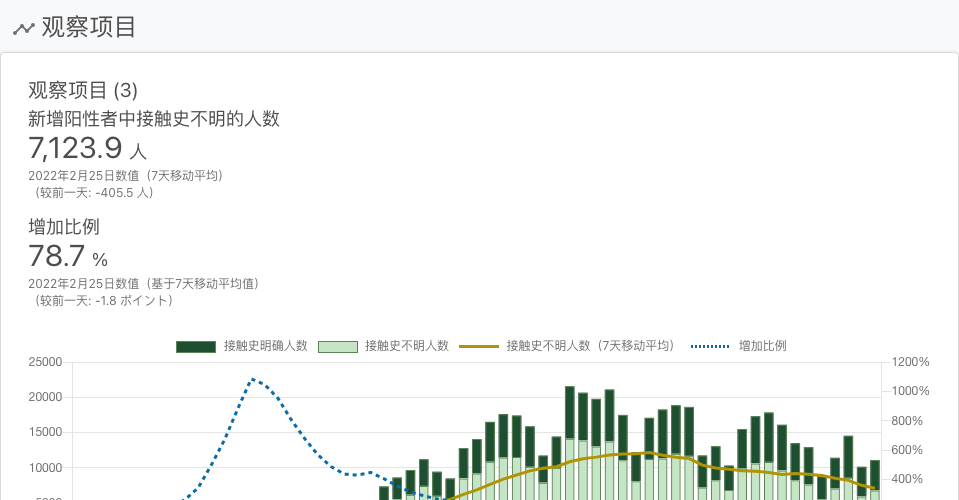 观察项目
观察项目 (3)
新增阳性者中接触史不明的人数
7,123.9 人
2022年2月25日数值（7天移动平均）
（较前一天: -405.5 人）
增加比例
78.7 %
2022年2月25日数值（基于7天移动平均值）
（较前一天: -1.8 ポイント）
接触史明确人数 接触史不明人数 接触史不明人数（7天移动平均） 增加比例
25000 1200%
20000 1000%
15000 800%
10000 600%
400%